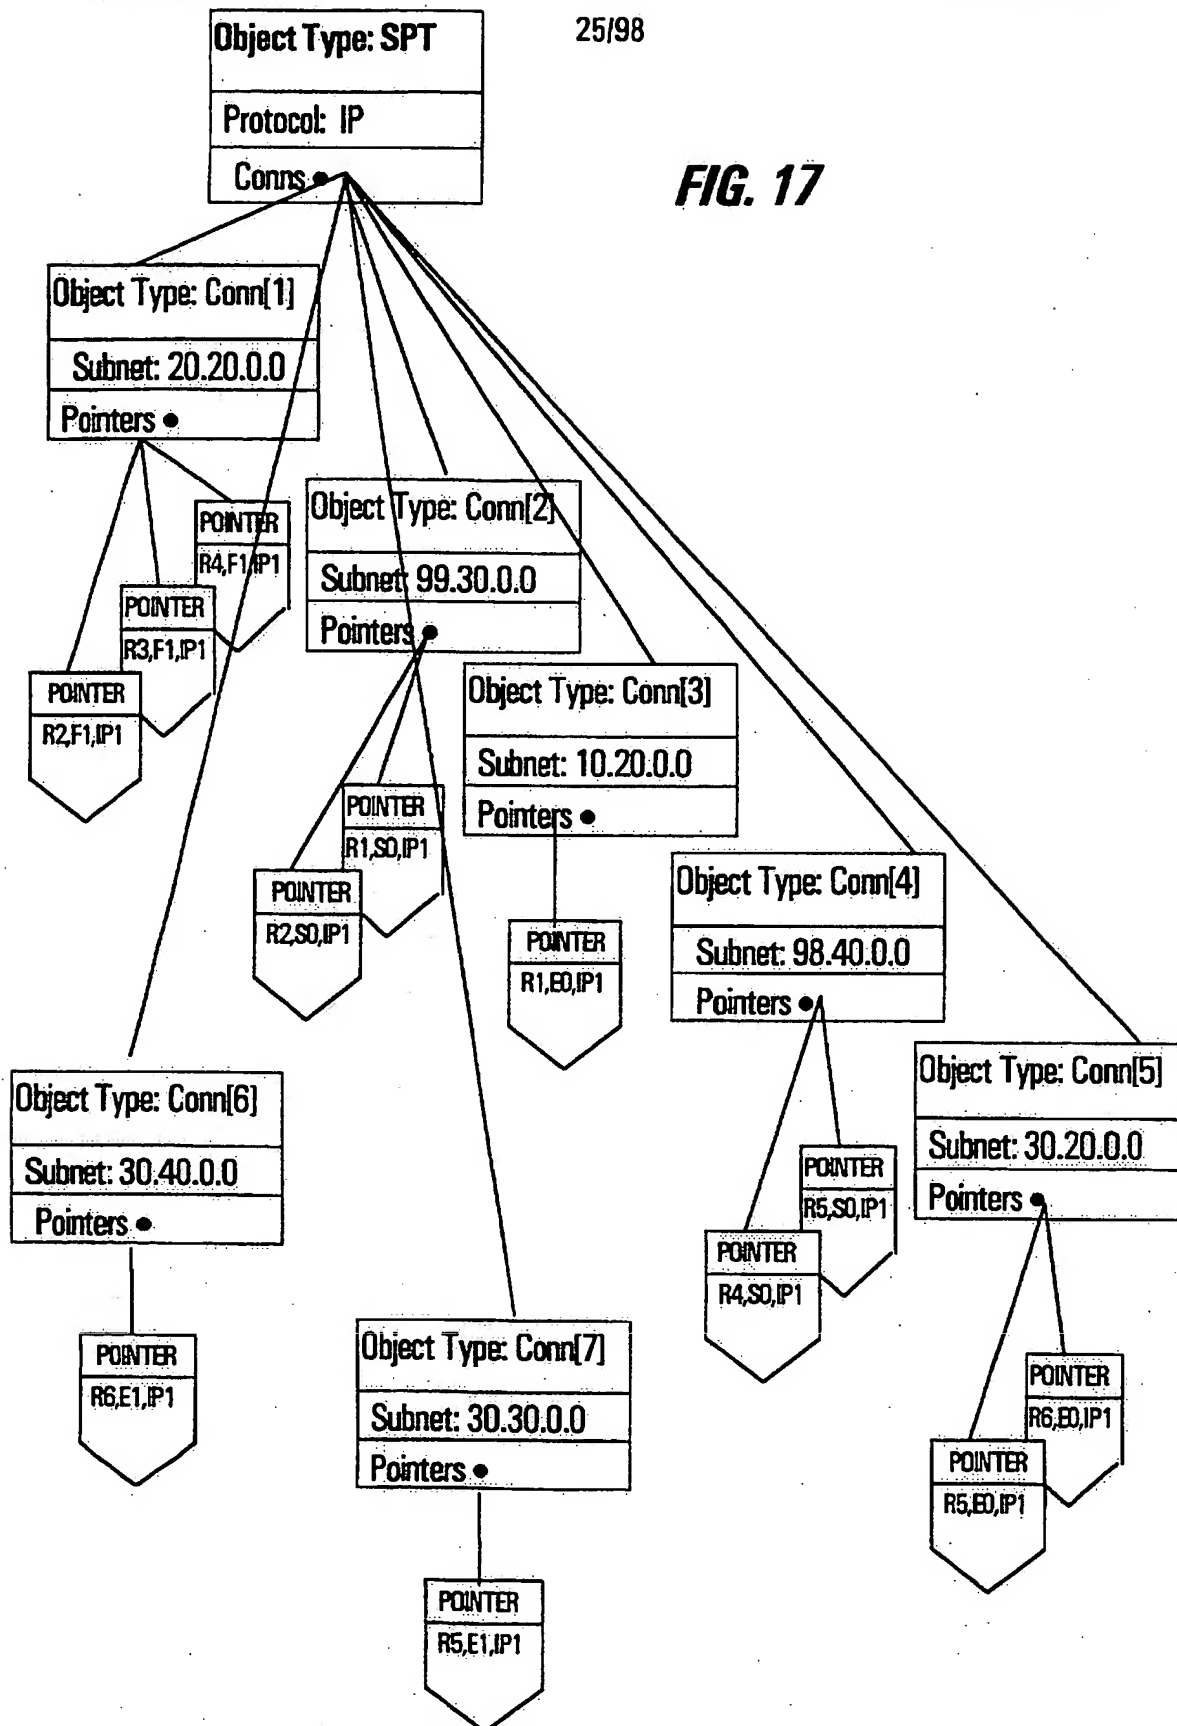 25/98
Object Type: SPT
Protocol: IP
Conns
FIG. 17
Object Type: Conn[1]
Subnet: 20.20.0.0
Pointers
POINTER
R4,F1,IP1
POINTER
R3,F1,IP1
POINTER
R2,F1,IP1
Object Type: Conn[2]
Subnet: 99.30.0.0
Pointers
POINTER
R1,S0,IP1
POINTER
R2,S0,IP1
Object Type: Conn[3]
Subnet: 10.20.0.0
Pointers
POINTER
R1,E0,IP1
Object Type: Conn[4]
Subnet: 98.40.0.0
Pointers
POINTER
R5,S0,IP1
POINTER
R4,S0,IP1
Object Type: Conn[5]
Subnet: 30.20.0.0
Pointers
POINTER
R6,E0,IP1
POINTER
R5,E0,IP1
Object Type: Conn[6]
Subnet: 30.40.0.0
Pointers
POINTER
R6,E1,IP1
Object Type: Conn[7]
Subnet: 30.30.0.0
Pointers
POINTER
R5,E1,IP1